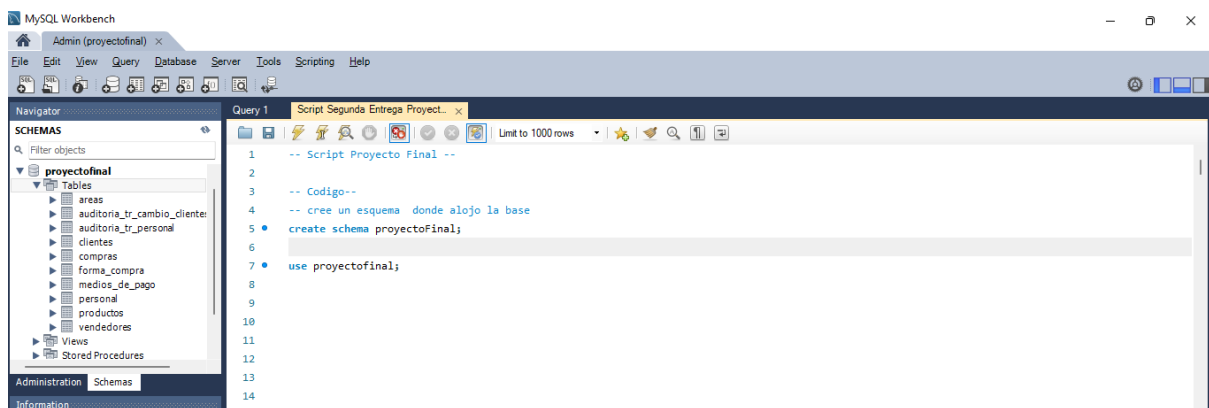 MySQL Workbench
Admin (proyectofinal)
File Edit View Query Database Server Tools Scripting Help
Navigator
SCHEMAS
Filter objects
proyectofinal
Tables
areas
auditoria_tr_cambio_clientes
auditoria_tr_personal
clientes
compras
forma_compra
medios_de_pago
personal
productos
vendedores
Views
Stored Procedures
Administration Schemas
Information
Query 1 Script Segunda Entrega Proyect...
Limit to 1000 rows
1 -- Script Proyecto Final --
2
3 -- Codigo--
4 -- cree un esquema donde alojo la base
5 create schema proyectoFinal;
6
7 use proyectofinal;
8
9
10
11
12
13
14